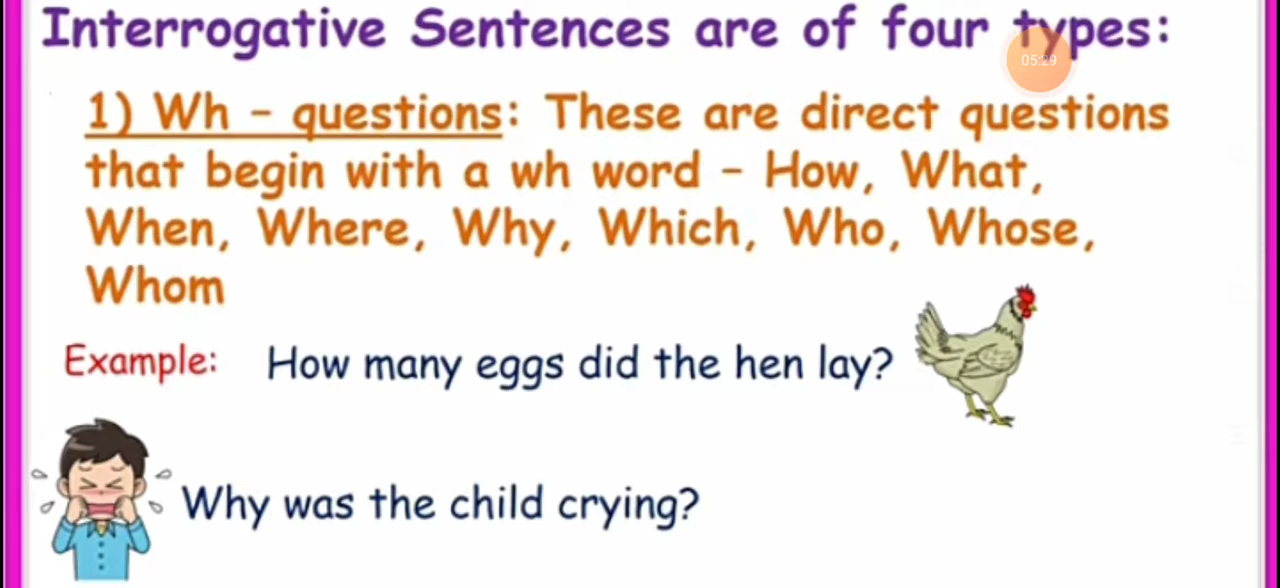 Interrogative Sentences are of four types:
05:29
1) Wh - questions: These are direct questions
that begin with a wh word - How, What,
When, Where, Why, Which, Who, Whose,
Whom
Example: How many eggs did the hen lay?
Why was the child crying?